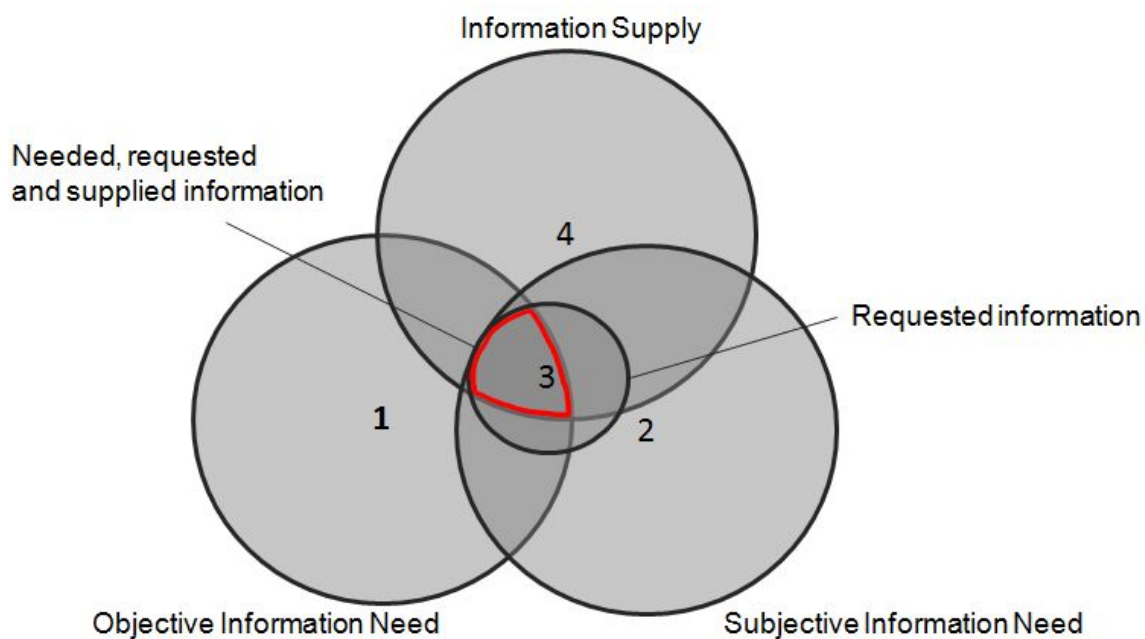 Information Supply
Needed, requested
and supplied information
4
Requested information
3
1
2
Objective Information Need
Subjective Information Need